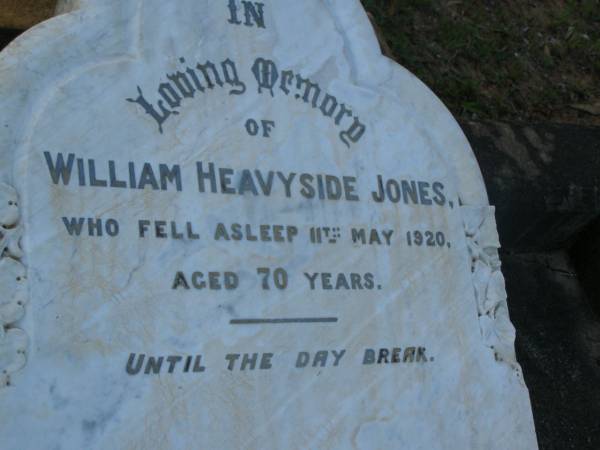 IN
Loving Memory
OF
WILLIAM HEAVYSIDE JONES,
WHO FELL ASLEEP 11TH MAY 1920,
AGED 70 YEARS.
UNTIL THE DAY BREAK.